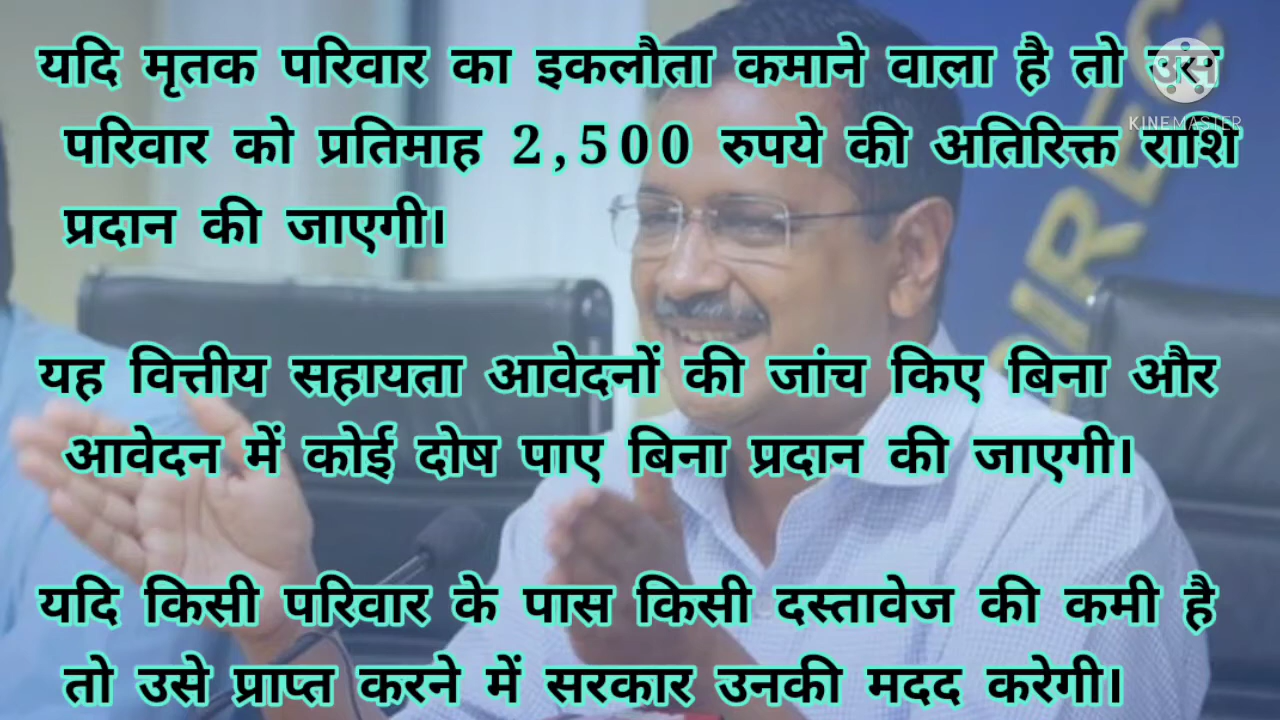 यदि मृतक परिवार का इकलौता कमाने वाला है तो उस
परिवार को प्रतिमाह 2,500 रुपये की अतिरिक्त राशि
प्रदान की जाएगी।
यह वित्तीय सहायता आवेदनों की जांच किए बिना और
आवेदन में कोई दोष पाए बिना प्रदान की जाएगी।
यदि किसी परिवार के पास किसी दस्तावेज की कमी है
तो उसे प्राप्त करने में सरकार उनकी मदद करेगी।
KINEMASTER